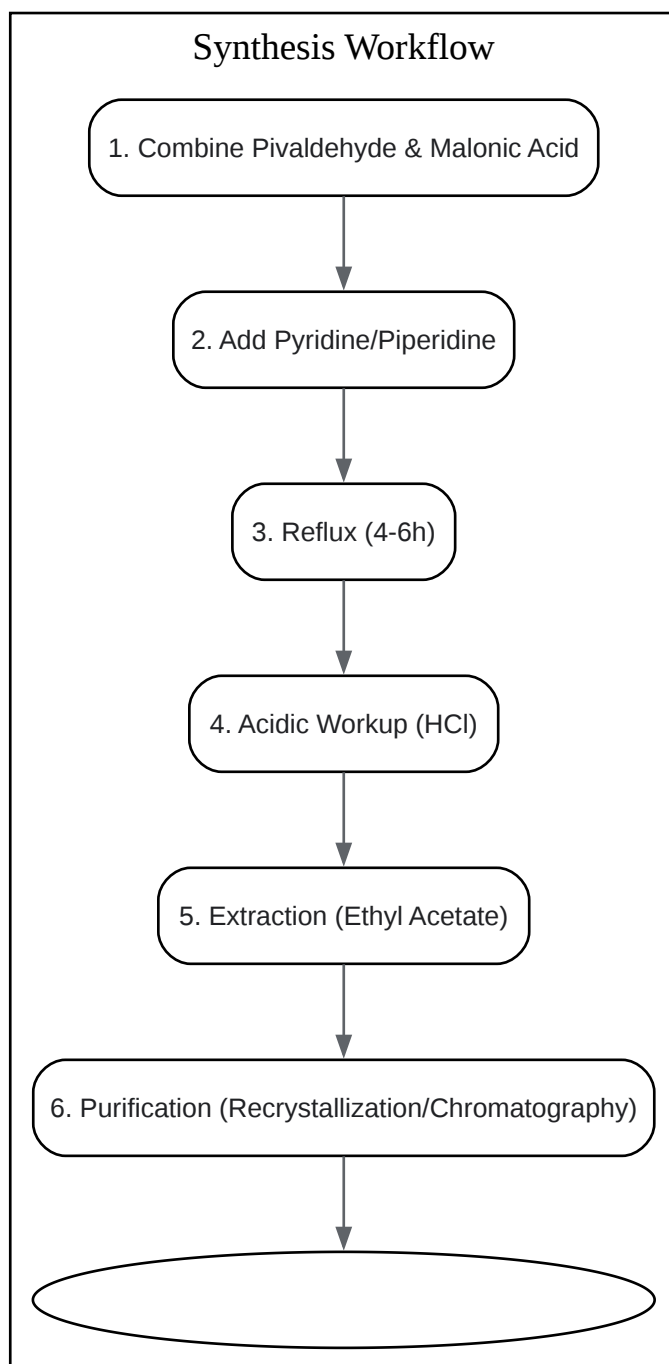 Synthesis Workflow
1. Combine Pivaldehyde & Malonic Acid
2. Add Pyridine/Piperidine
3. Reflux (4-6h)
4. Acidic Workup (HCl)
5. Extraction (Ethyl Acetate)
6. Purification (Recrystallization/Chromatography)